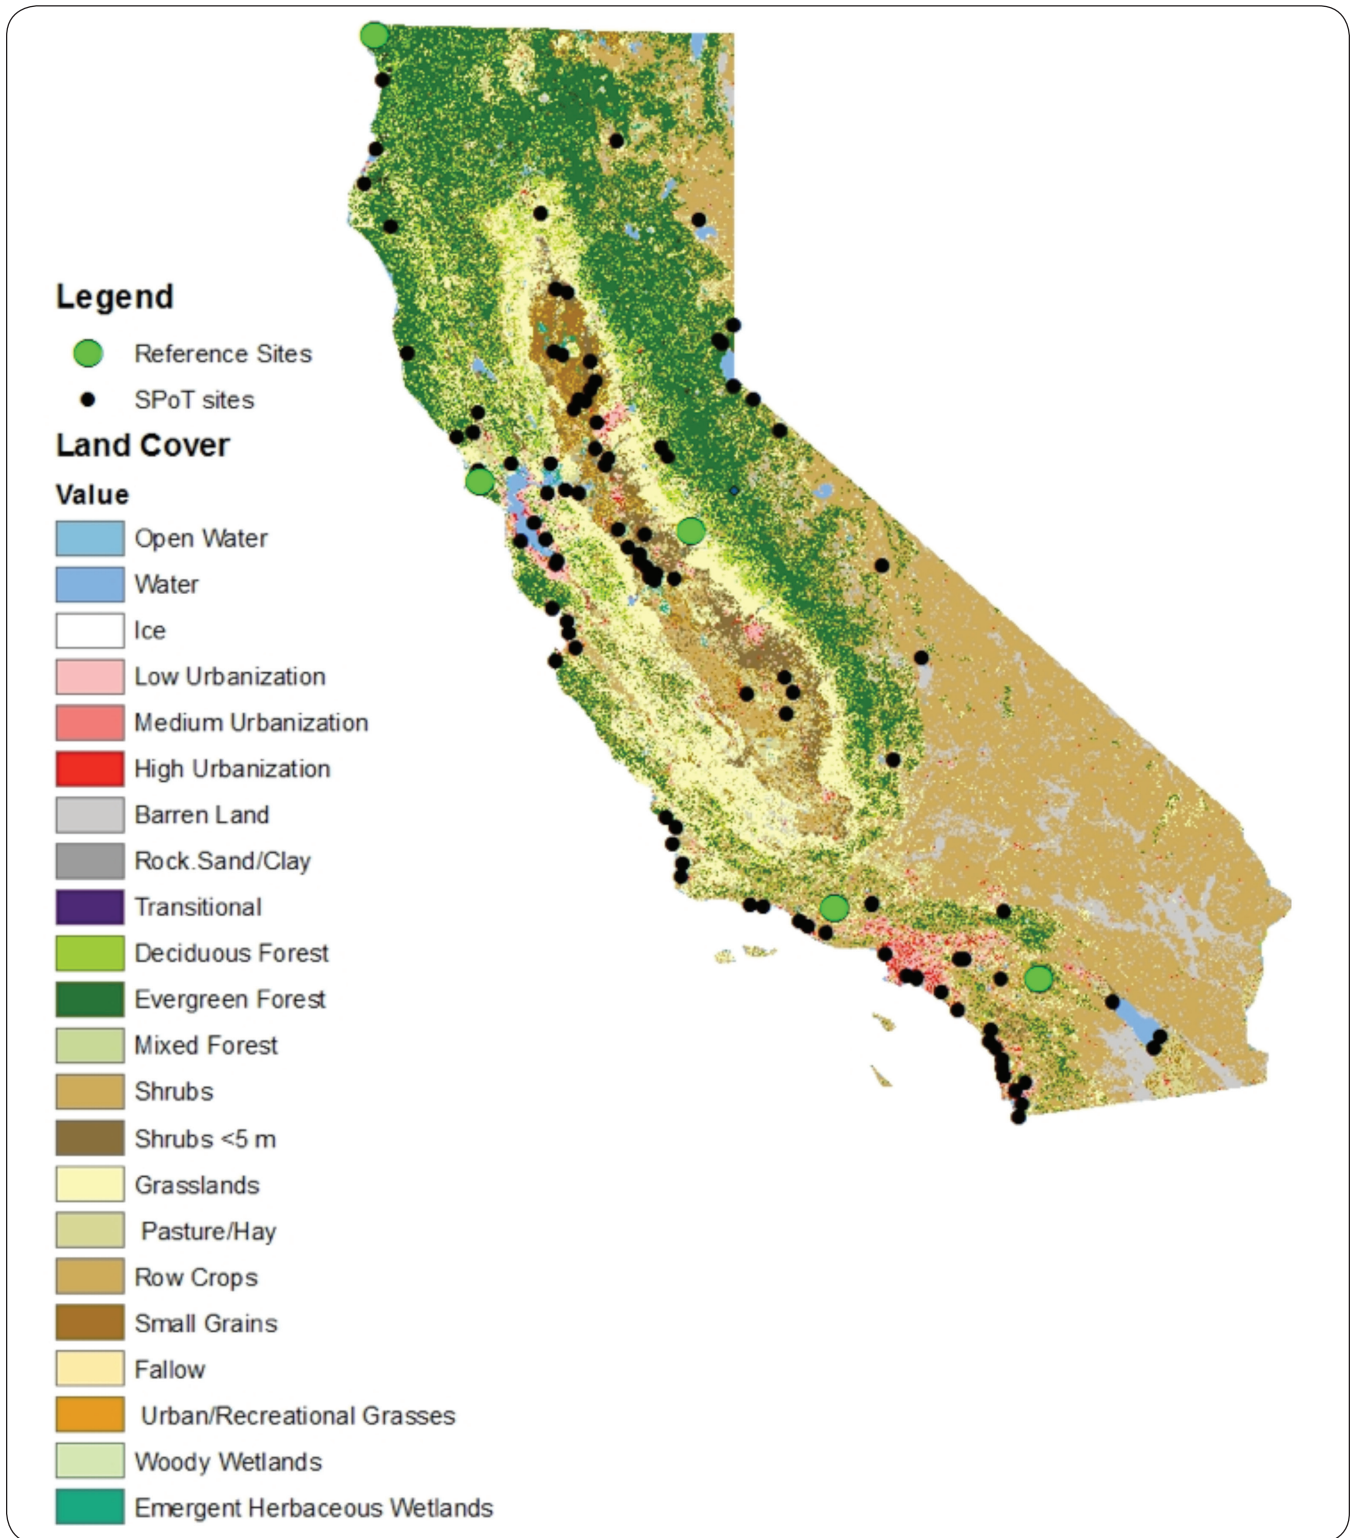 Legend
Reference Sites
SPoT sites
Land Cover
Value
Open Water
Water
Ice
Low Urbanization
Medium Urbanization
High Urbanization
Barren Land
Rock.Sand/Clay
Transitional
Deciduous Forest
Evergreen Forest
Mixed Forest
Shrubs
Shrubs <5 m
Grasslands
Pasture/Hay
Row Crops
Small Grains
Fallow
Urban/Recreational Grasses
Woody Wetlands
Emergent Herbaceous Wetlands